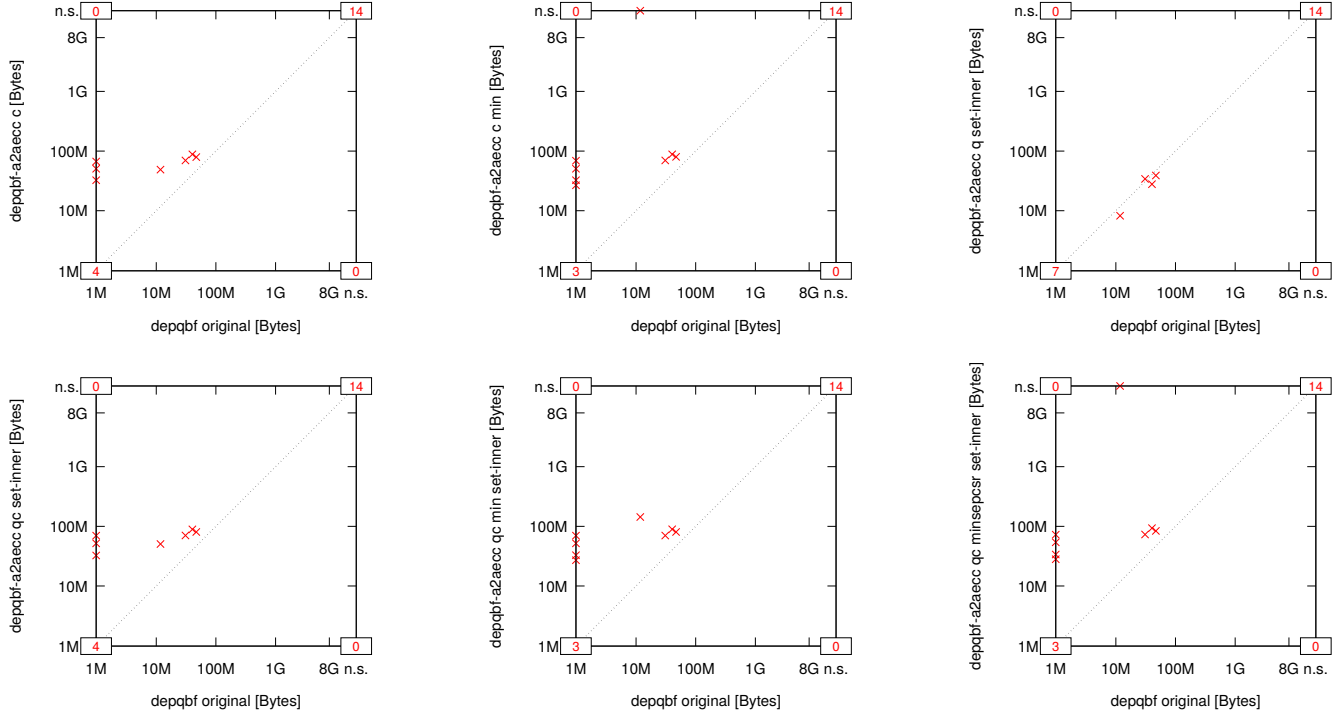 n.s. 0 14
8G
1G
100M
10M
1M 4 0
1M 10M 100M 1G 8G n.s.
depqbf original [Bytes]
depqbf-a2aecc c [Bytes]
n.s. 0 14
8G
1G
100M
10M
1M 3 0
1M 10M 100M 1G 8G n.s.
depqbf original [Bytes]
depqbf-a2aecc c min [Bytes]
n.s. 0 14
8G
1G
100M
10M
1M 7 0
1M 10M 100M 1G 8G n.s.
depqbf original [Bytes]
depqbf-a2aecc q set-inner [Bytes]
n.s. 0 14
8G
1G
100M
10M
1M 4 0
1M 10M 100M 1G 8G n.s.
depqbf original [Bytes]
depqbf-a2aecc qc set-inner [Bytes]
n.s. 0 14
8G
1G
100M
10M
1M 3 0
1M 10M 100M 1G 8G n.s.
depqbf original [Bytes]
depqbf-a2aecc qc min set-inner [Bytes]
n.s. 0 14
8G
1G
100M
10M
1M 3 0
1M 10M 100M 1G 8G n.s.
depqbf original [Bytes]
depqbf-a2aecc qc minsepcsr set-inner [Bytes]